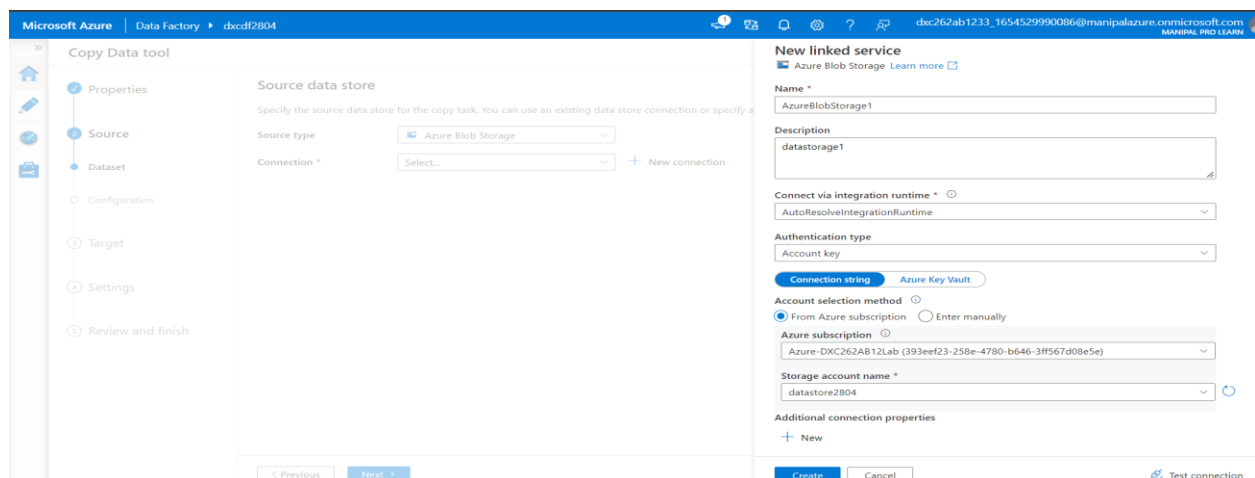 Microsoft Azure | Data Factory ▸ dxcdf2804
1
dxc262ab1233_1654529990086@manipalazure.onmicrosoft.com
MANIPAL PRO LEARN
»
Copy Data tool
Properties
2 Source
Dataset
Configuration
3 Target
4 Settings
5 Review and finish
Source data store
Specify the source data store for the copy task. You can use an existing data store connection or specify a
Source type
Azure Blob Storage
Connection *
Select...
+ New connection
< Previous
Next >
New linked service
Azure Blob Storage Learn more
Name *
AzureBlobStorage1
Description
datastorage1
Connect via integration runtime *
AutoResolveIntegrationRuntime
Authentication type
Account key
Connection string
Azure Key Vault
Account selection method
From Azure subscription
Enter manually
Azure subscription
Azure-DXC262AB12Lab (393eef23-258e-4780-b646-3ff567d08e5e)
Storage account name *
datastore2804
Additional connection properties
+ New
Create
Cancel
Test connection